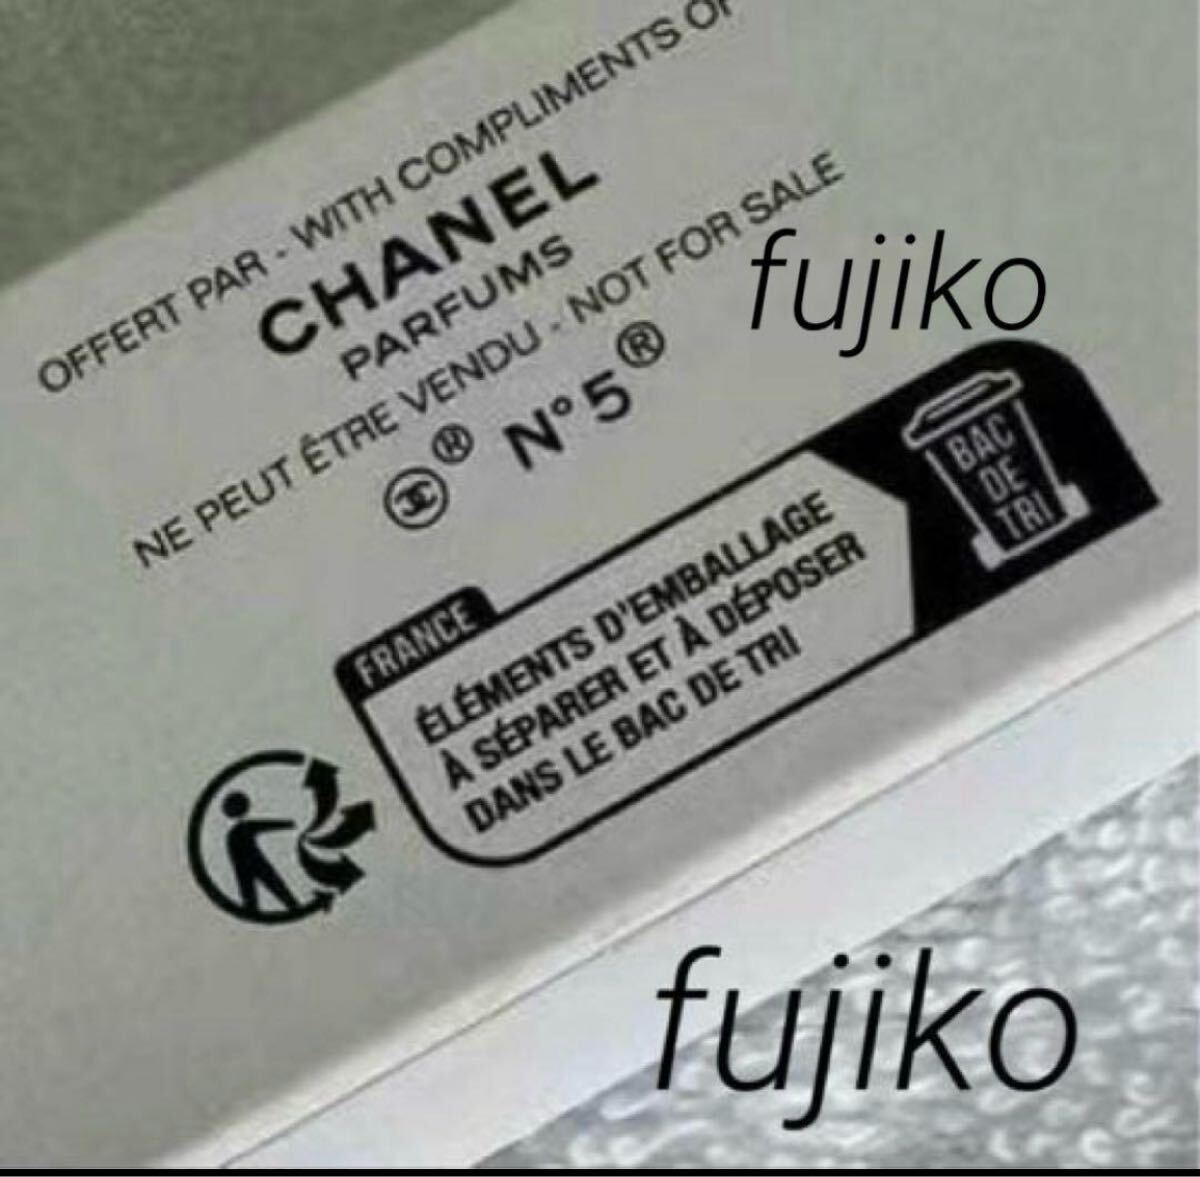 OFFERT PAR - WITH COMPLIMENTS OF
CHANEL
PARFUMS
NE PEUT ÊTRE VENDU - NOT FOR SALE
® N°5®
fujiko
BAC
DE
TRI
FRANCE
ÉLÉMENTS D'EMBALLAGE
À SÉPARER ET À DÉPOSER
DANS LE BAC DE TRI
fujiko